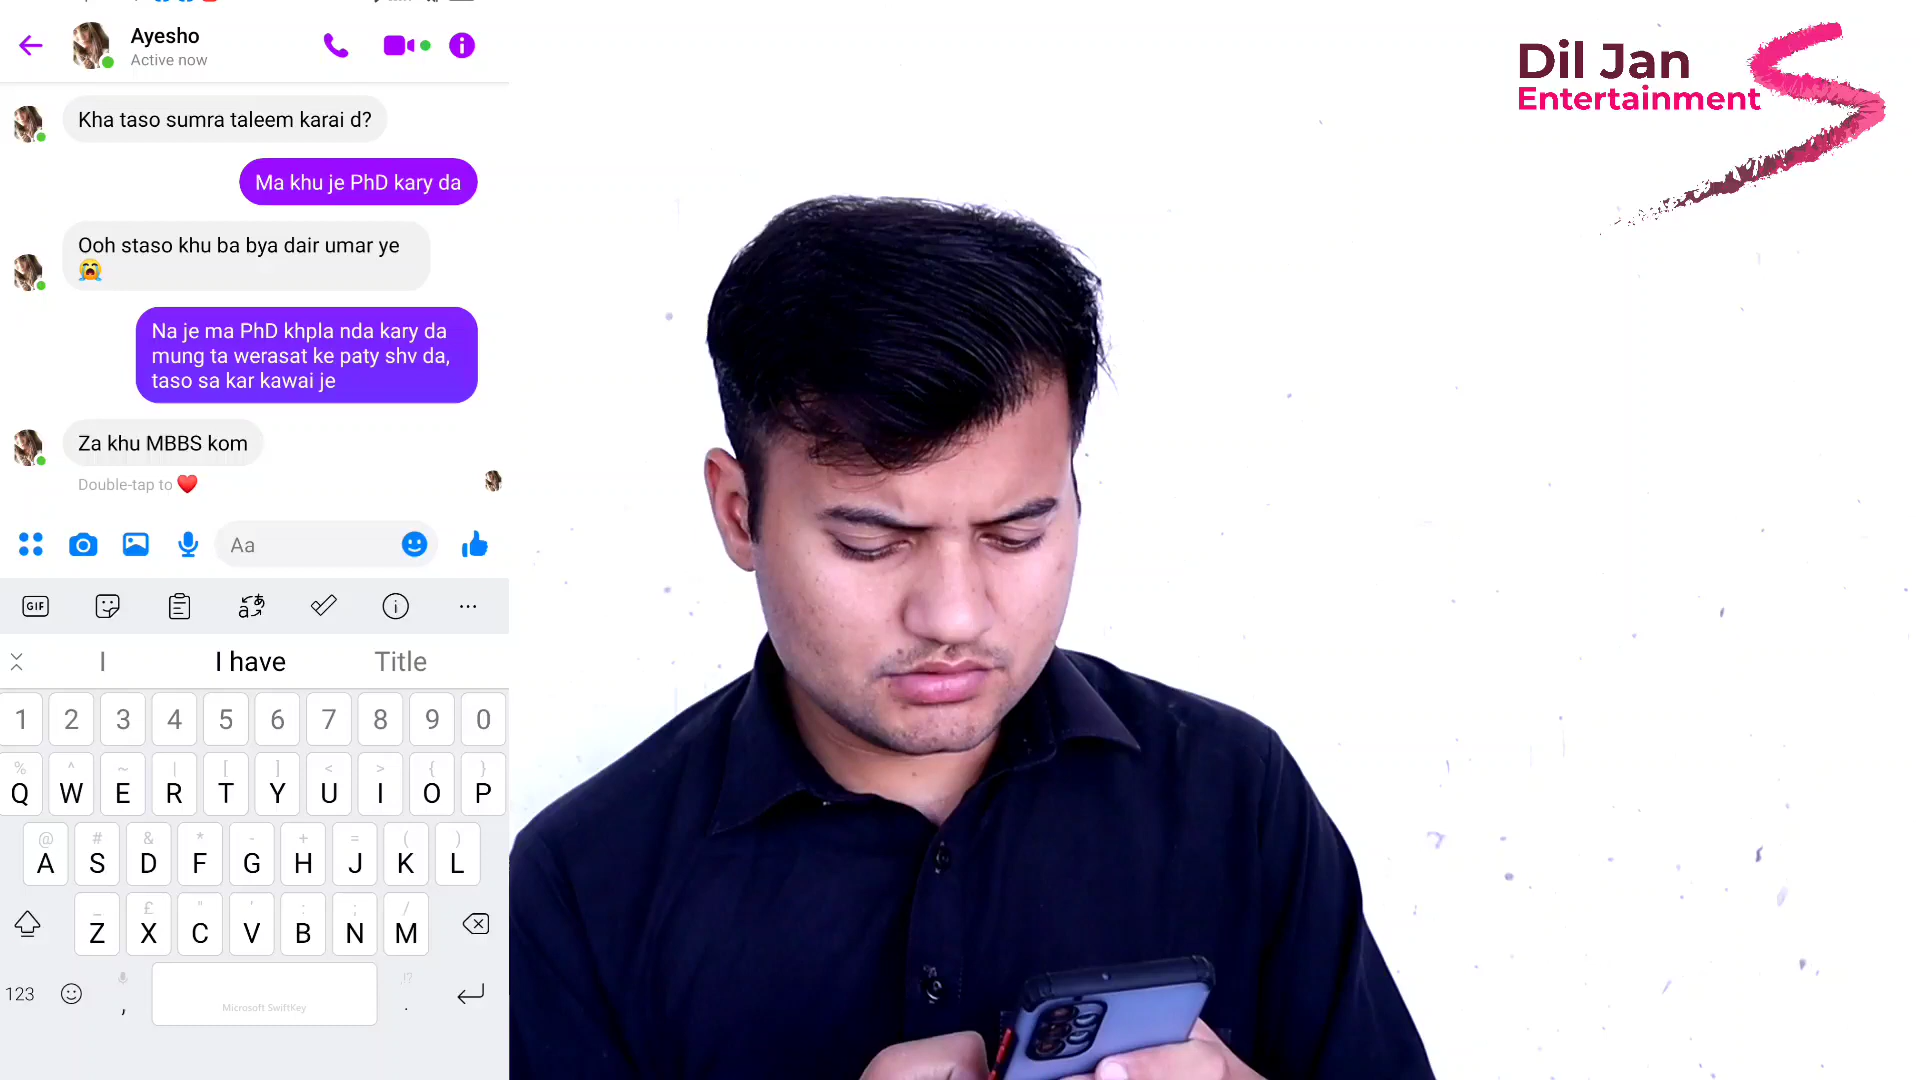 Ayesho
Active now
Kha taso sumra taleem karai d?
Ma khu je PhD kary da
Ooh staso khu ba bya dair umar ye
😭
Na je ma PhD khpla nda kary da
mung ta werasat ke paty shv da,
taso sa kar kawai je
Za khu MBBS kom
Double-tap to ❤️
Aa
GIF
I
I have
Title
1 2 3 4 5 6 7 8 9 0
% ^ ~ | [ ] < > { }
Q W E R T Y U I O P
@ # & * - + = ( )
A S D F G H J K L
_ £ " ' : ; /
Z X C V B N M
123 , Microsoft SwiftKey .
!?
Dil Jan
Entertainment